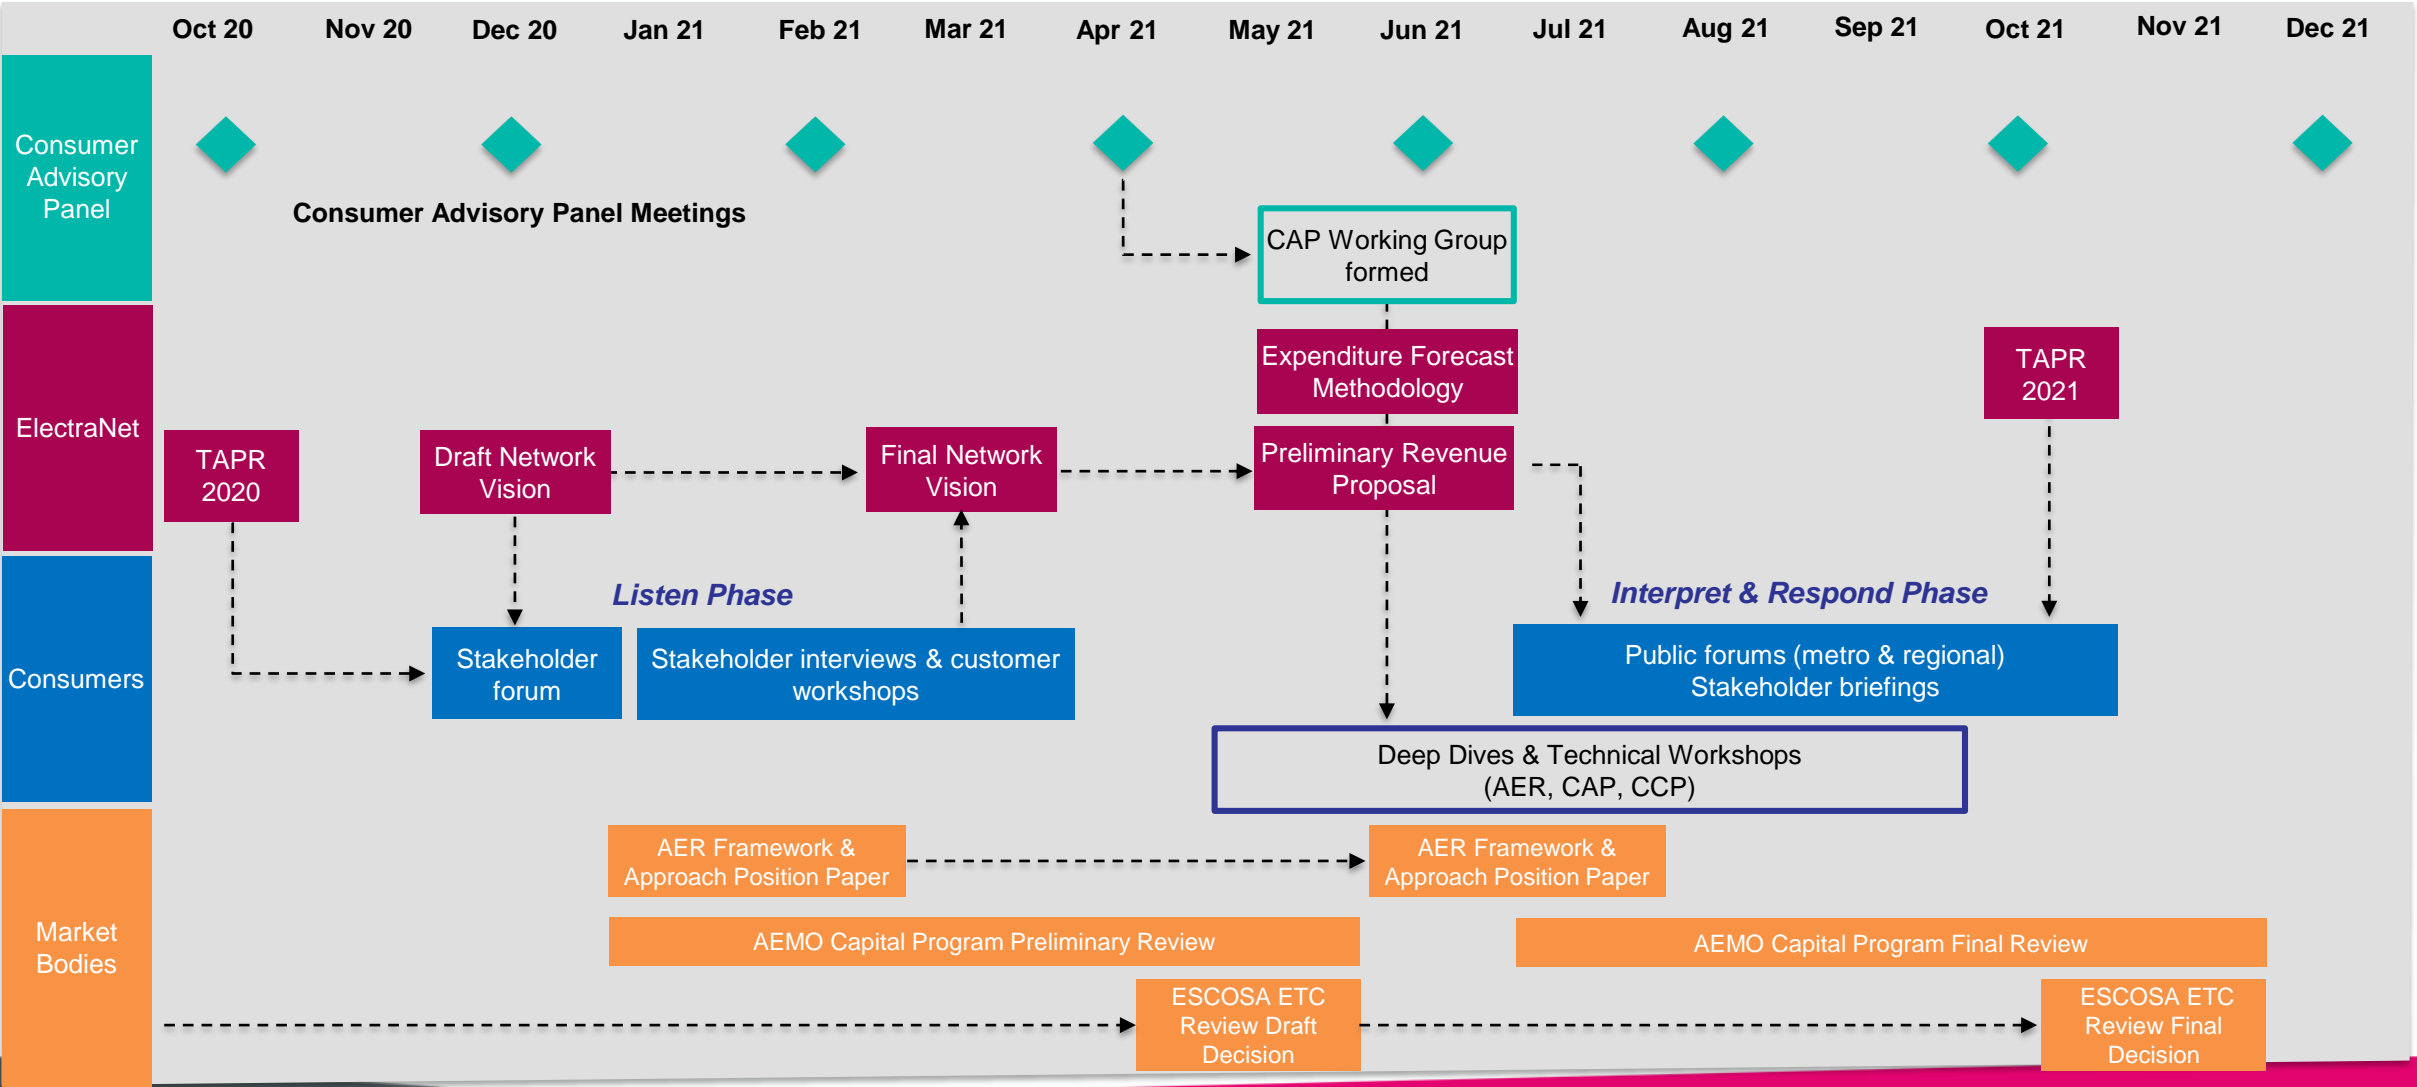 Oct 20 Nov 20 Dec 20 Jan 21 Feb 21 Mar 21 Apr 21 May 21 Jun 21 Jul 21 Aug 21 Sep 21 Oct 21 Nov 21 Dec 21
Consumer
Advisory
Panel
Consumer Advisory Panel Meetings
CAP Working Group
formed
ElectraNet
Expenditure Forecast
Methodology
TAPR
2021
TAPR
2020
Draft Network
Vision
Final Network
Vision
Preliminary Revenue
Proposal
Consumers
Listen Phase
Interpret & Respond Phase
Stakeholder
forum
Stakeholder interviews & customer
workshops
Public forums (metro & regional)
Stakeholder briefings
Deep Dives & Technical Workshops
(AER, CAP, CCP)
Market
Bodies
AER Framework &
Approach Position Paper
AER Framework &
Approach Position Paper
AEMO Capital Program Preliminary Review
AEMO Capital Program Final Review
ESCOSA ETC
Review Draft
Decision
ESCOSA ETC
Review Final
Decision